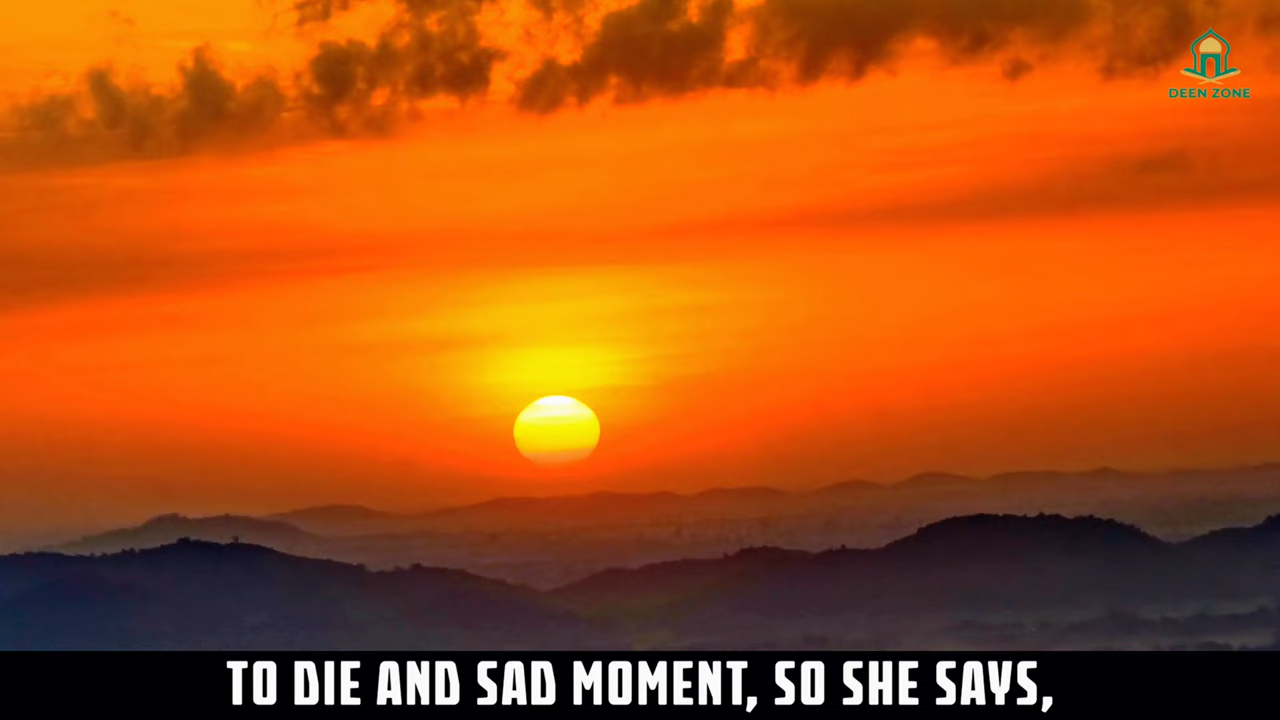 DEEN ZONE
TO DIE AND SAD MOMENT, SO SHE SAYS,